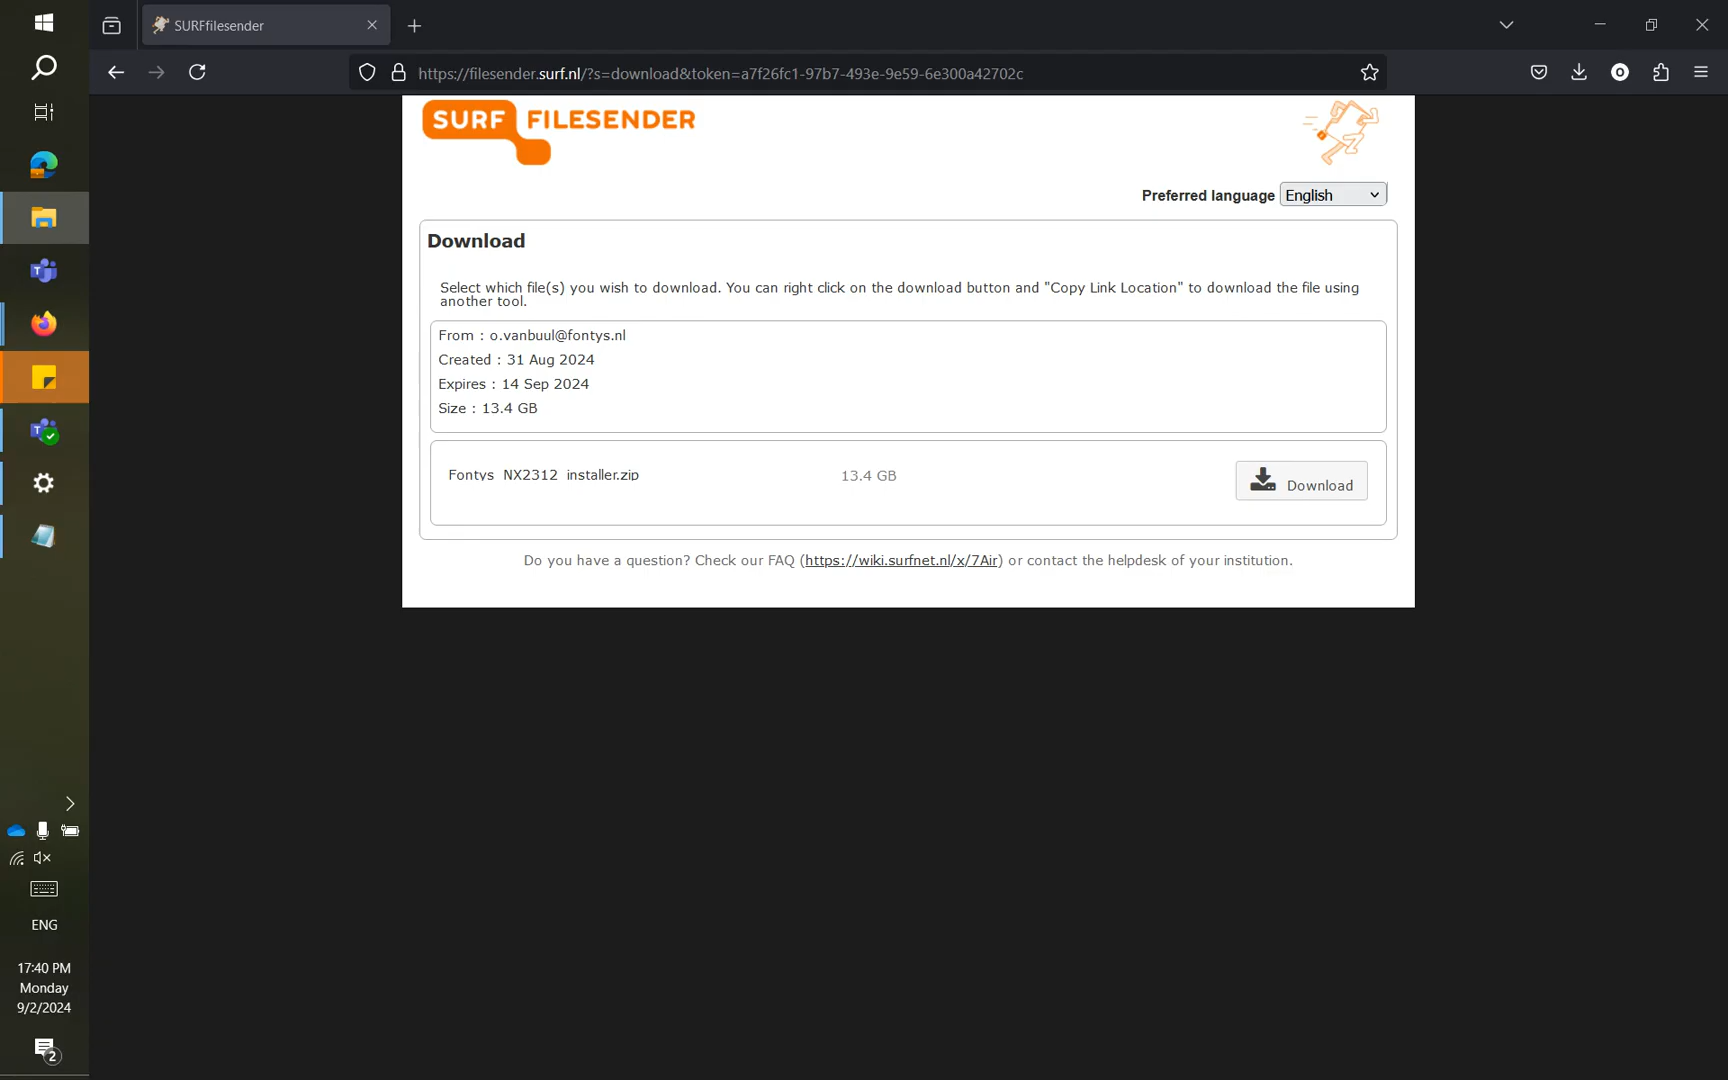 SURFfilesender
https://filesender.surf.nl/?s=download&token=a7f26fc1-97b7-493e-9e59-6e300a42702c
SURF FILESENDER
Preferred language English
Download
Select which file(s) you wish to download. You can right click on the download button and "Copy Link Location" to download the file using
another tool.
From : o.vanbuul@fontys.nl
Created : 31 Aug 2024
Expires : 14 Sep 2024
Size : 13.4 GB
Fontys NX2312 installer.zip 13.4 GB Download
Do you have a question? Check our FAQ (https://wiki.surfnet.nl/x/7Air) or contact the helpdesk of your institution.
ENG
17:40 PM
Monday
9/2/2024
2